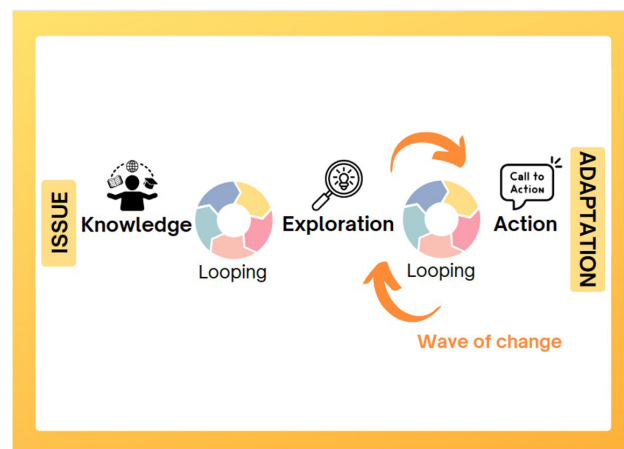 ISSUE
Knowledge
Looping
Exploration
Looping
Call to
Action
Action
ADAPTATION
Wave of change